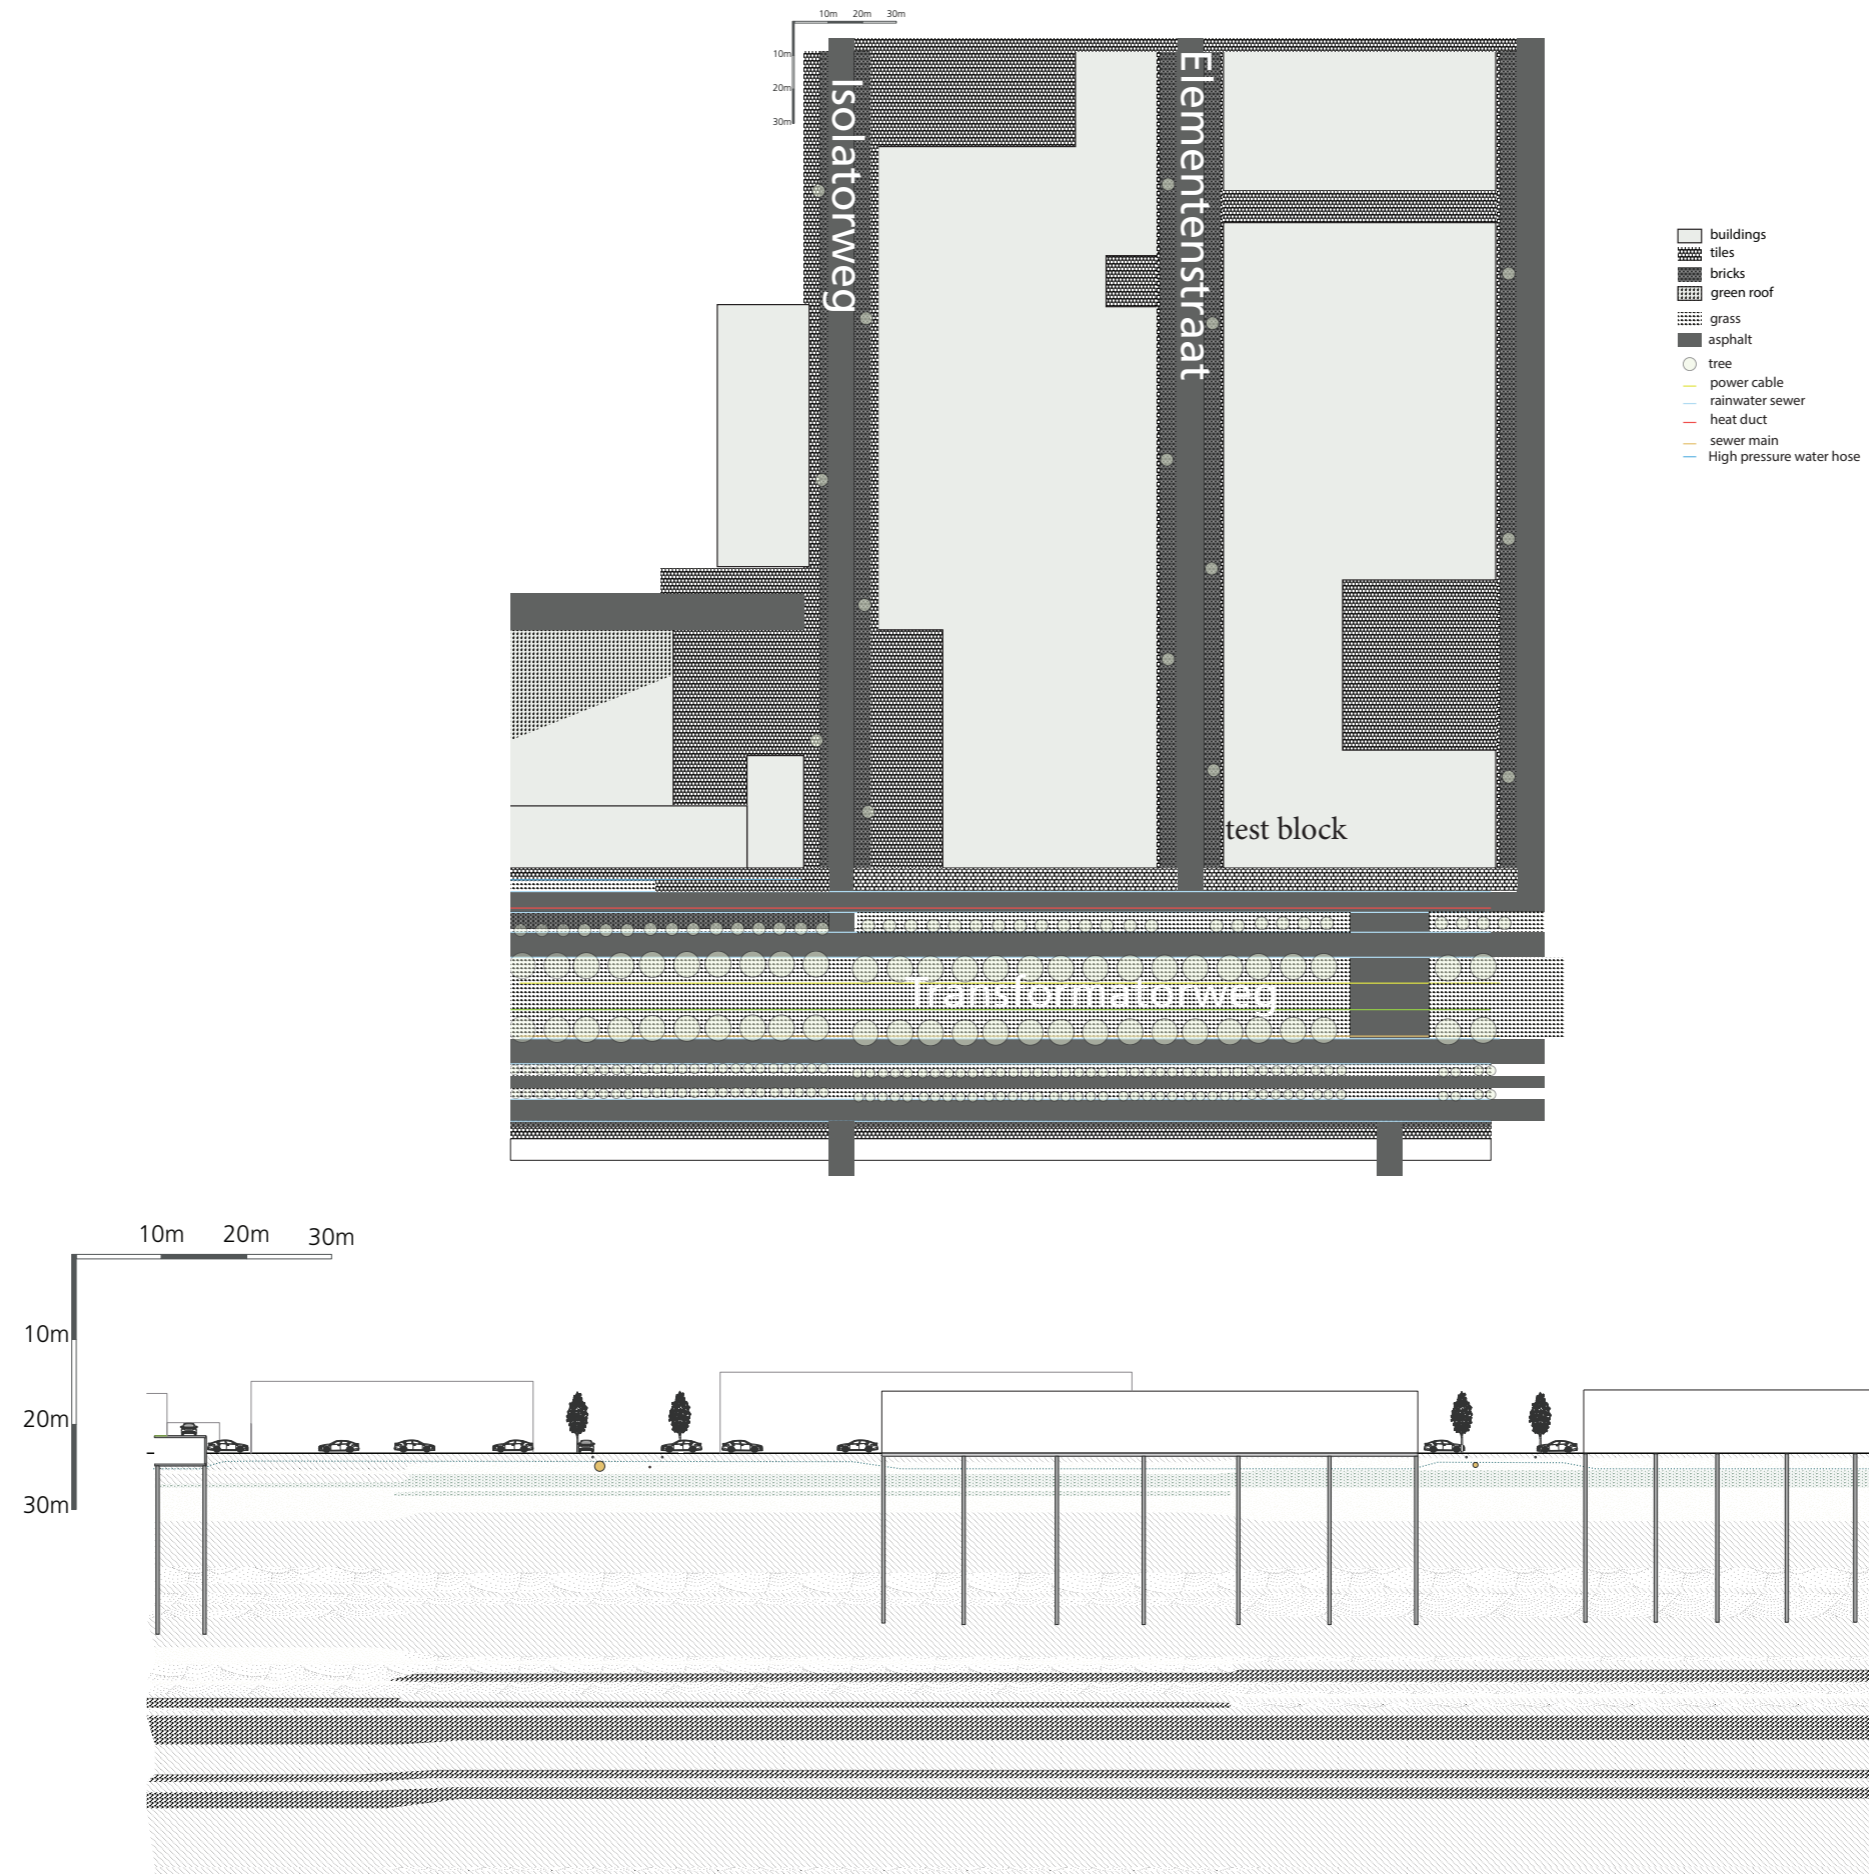 10m 20m 30m
10m
20m
30m
Isolatorweg
Elementenstraat
buildings
tiles
bricks
green roof
grass
asphalt
tree
power cable
rainwater sewer
heat duct
sewer main
High pressure water hose
test block
Transformatorweg
10m 20m 30m
10m
20m
30m